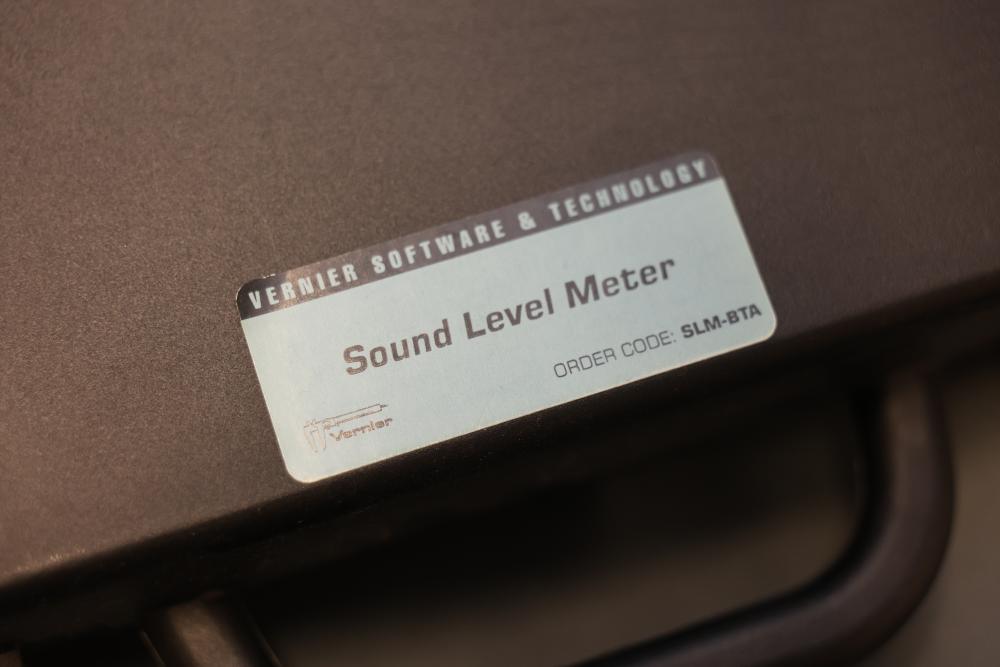 VERNIER SOFTWARE & TECHNOLOGY
Sound Level Meter
ORDER CODE: SLM-BTA
Vernier